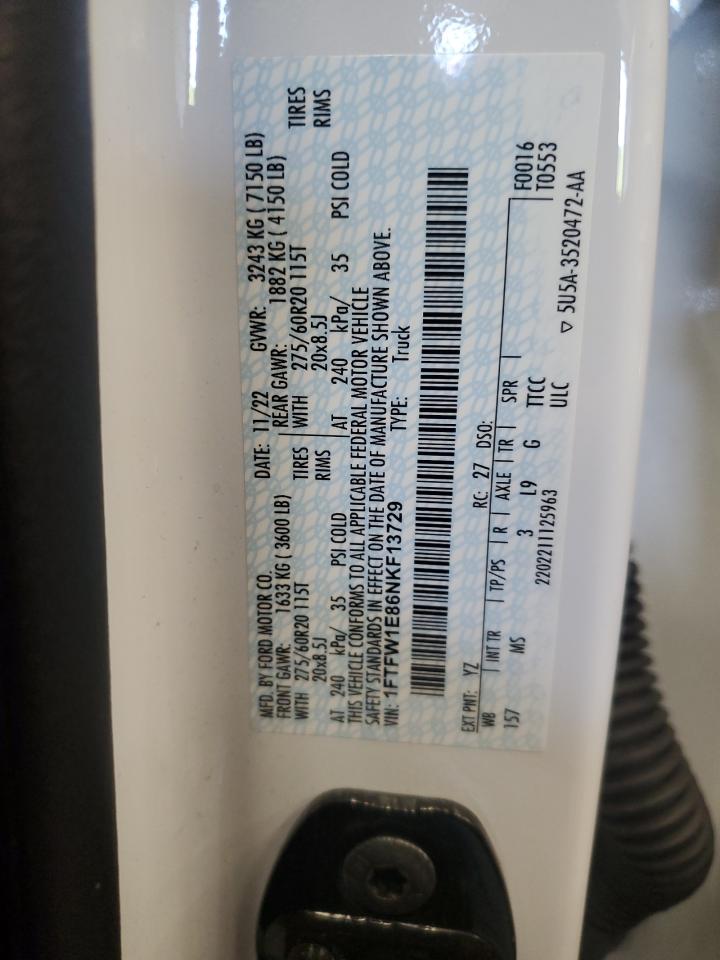 MFD. BY FORD MOTOR CO. DATE: 11/22 GVWR: 3243 KG ( 7150 LB)
FRONT GAWR: 1633 KG ( 3600 LB) REAR GAWR: 1882 KG ( 4150 LB)
WITH 275/60R20 115T TIRES WITH 275/60R20 115T TIRES
20x8.5J RIMS 20x8.5J RIMS
AT 240 kPa/ 35 PSI COLD AT 240 kPa/ 35 PSI COLD
THIS VEHICLE CONFORMS TO ALL APPLICABLE FEDERAL MOTOR VEHICLE
SAFETY STANDARDS IN EFFECT ON THE DATE OF MANUFACTURE SHOWN ABOVE.
VIN: 1FTFW1E86NKF13729 TYPE: Truck
EXT PNT: YZ RC: 27 DSO: F0016
WB INT TR TP/PS R AXLE TR SPR T0553
157 MS 3 L9 G TTCC
ULC
2202211125963 ▽ 5U5A-3520472-AA